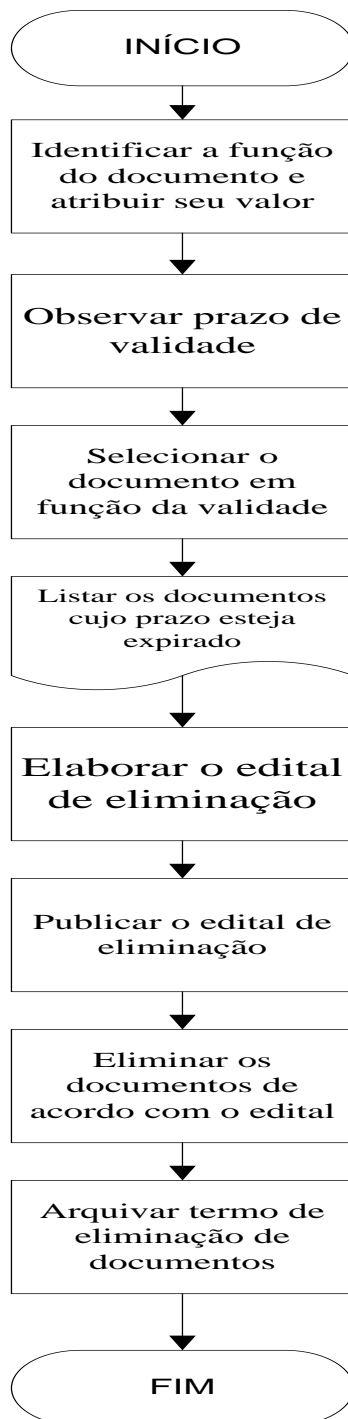 INÍCIO
Identificar a função
do documento e
atribuir seu valor
Observar prazo de
validade
Selecionar o
documento em
função da validade
Listar os documentos
cujo prazo esteja
expirado
Elaborar o edital
de eliminação
Publicar o edital de
eliminação
Eliminar os
documentos de
acordo com o edital
Arquivar termo de
eliminação de
documentos
FIM